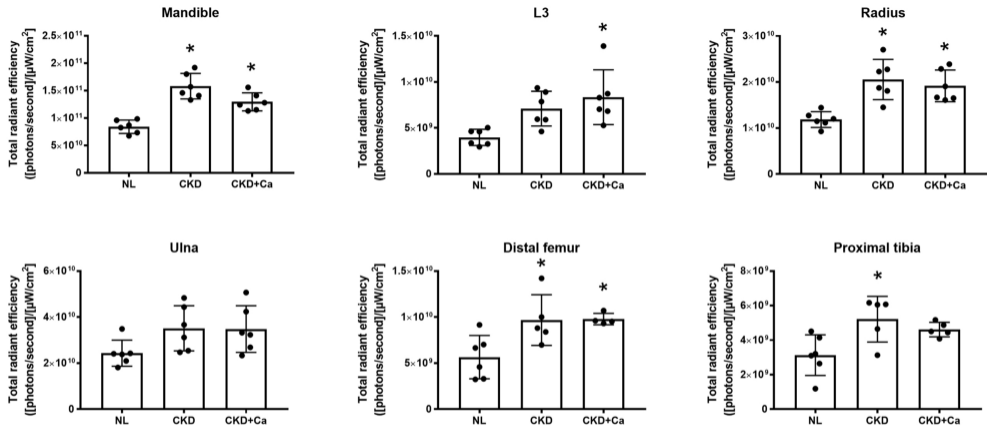 Mandible
Total radiant efficiency
([photons/second]/[µW/cm²]
2.5×10¹¹
2×10¹¹
1.5×10¹¹
1×10¹¹
5×10¹⁰
0
*
*
NL
CKD
CKD+Ca
L3
Total radiant efficiency
([photons/second]/[µW/cm²]
1.5×10¹⁰
1×10¹⁰
5×10⁹
0
*
NL
CKD
CKD+Ca
Radius
Total radiant efficiency
([photons/second]/[µW/cm²]
3×10¹⁰
2×10¹⁰
1×10¹⁰
0
*
*
NL
CKD
CKD+Ca
Ulna
Total radiant efficiency
([photons/second]/[µW/cm²]
6×10¹⁰
4×10¹⁰
2×10¹⁰
0
NL
CKD
CKD+Ca
Distal femur
Total radiant efficiency
([photons/second]/[µW/cm²]
1.5×10¹⁰
1×10¹⁰
5×10⁹
0
*
*
NL
CKD
CKD+Ca
Proximal tibia
Total radiant efficiency
([photons/second]/[µW/cm²]
8×10⁹
6×10⁹
4×10⁹
2×10⁹
0
*
NL
CKD
CKD+Ca